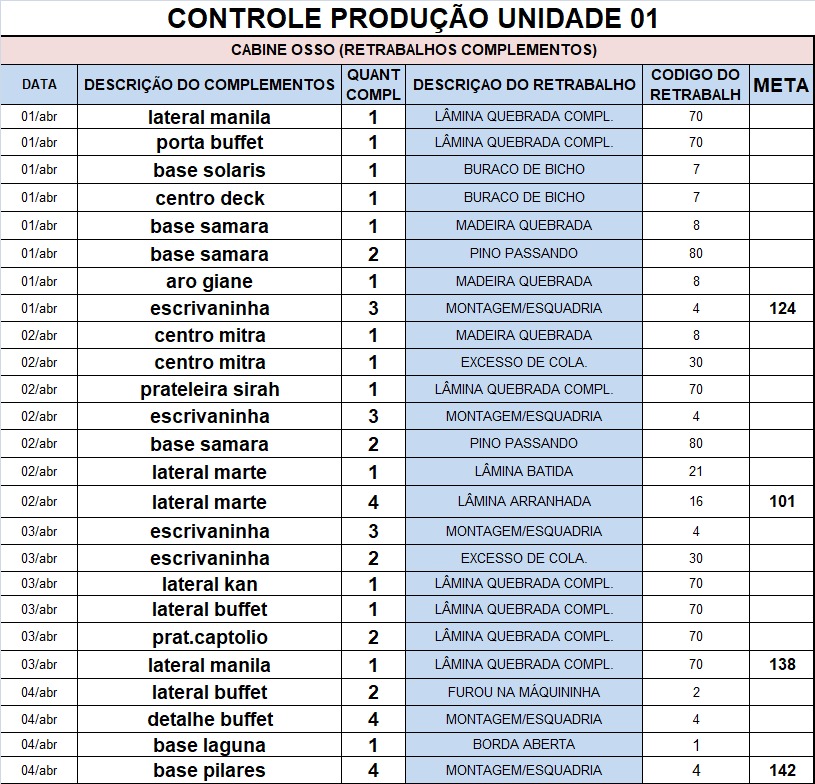 CONTROLE PRODUÇÃO UNIDADE 01
CABINE OSSO (RETRABALHOS COMPLEMENTOS)
DATA DESCRIÇÃO DO COMPLEMENTOS QUANT COMPL DESCRIÇAO DO RETRABALHO CODIGO DO RETRABALH META
01/abr lateral manila 1 LÂMINA QUEBRADA COMPL. 70
01/abr porta buffet 1 LÂMINA QUEBRADA COMPL. 70
01/abr base solaris 1 BURACO DE BICHO 7
01/abr centro deck 1 BURACO DE BICHO 7
01/abr base samara 1 MADEIRA QUEBRADA 8
01/abr base samara 2 PINO PASSANDO 80
01/abr aro giane 1 MADEIRA QUEBRADA 8
01/abr escrivaninha 3 MONTAGEM/ESQUADRIA 4 124
02/abr centro mitra 1 MADEIRA QUEBRADA 8
02/abr centro mitra 1 EXCESSO DE COLA. 30
02/abr prateleira sirah 1 LÂMINA QUEBRADA COMPL. 70
02/abr escrivaninha 3 MONTAGEM/ESQUADRIA 4
02/abr base samara 2 PINO PASSANDO 80
02/abr lateral marte 1 LÂMINA BATIDA 21
02/abr lateral marte 4 LÂMINA ARRANHADA 16 101
03/abr escrivaninha 3 MONTAGEM/ESQUADRIA 4
03/abr escrivaninha 2 EXCESSO DE COLA. 30
03/abr lateral kan 1 LÂMINA QUEBRADA COMPL. 70
03/abr lateral buffet 1 LÂMINA QUEBRADA COMPL. 70
03/abr prat.captolio 2 LÂMINA QUEBRADA COMPL. 70
03/abr lateral manila 1 LÂMINA QUEBRADA COMPL. 70 138
04/abr lateral buffet 2 FUROU NA MÁQUININHA 2
04/abr detalhe buffet 4 MONTAGEM/ESQUADRIA 4
04/abr base laguna 1 BORDA ABERTA 1
04/abr base pilares 4 MONTAGEM/ESQUADRIA 4 142